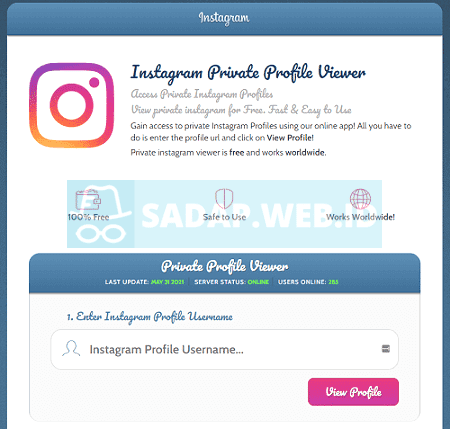 Instagram
Instagram Private Profile Viewer
Access Private Instagram Profiles
View private instagram for Free. Fast & Easy to Use
Gain access to private Instagram Profiles using our online app! All you have to
do is enter the profile url and click on View Profile!
Private instagram viewer is free and works worldwide.
100% Free
Safe to Use
Works Worldwide!
SADAP.WEB.ID
Private Profile Viewer
LAST UPDATE: MAY 21 2021 SERVER STATUS: ONLINE USERS ONLINE: 285
1. Enter Instagram Profile Username
Instagram Profile Username...
View Profile